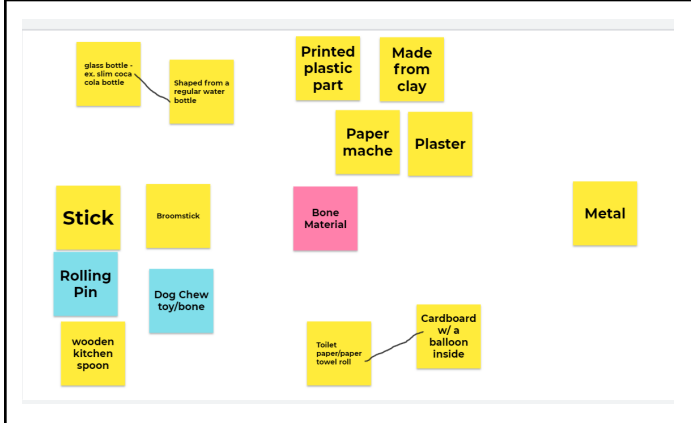 glass bottle -
ex. slim coca
cola bottle
Shaped from a
regular water
bottle
Printed
plastic
part
Made
from
clay
Paper
mache
Plaster
Stick
Broomstick
Bone
Material
Metal
Rolling
Pin
Dog Chew
toy/bone
wooden
kitchen
spoon
Toilet
paper/paper
towel roll
Cardboard
w/ a
balloon
inside